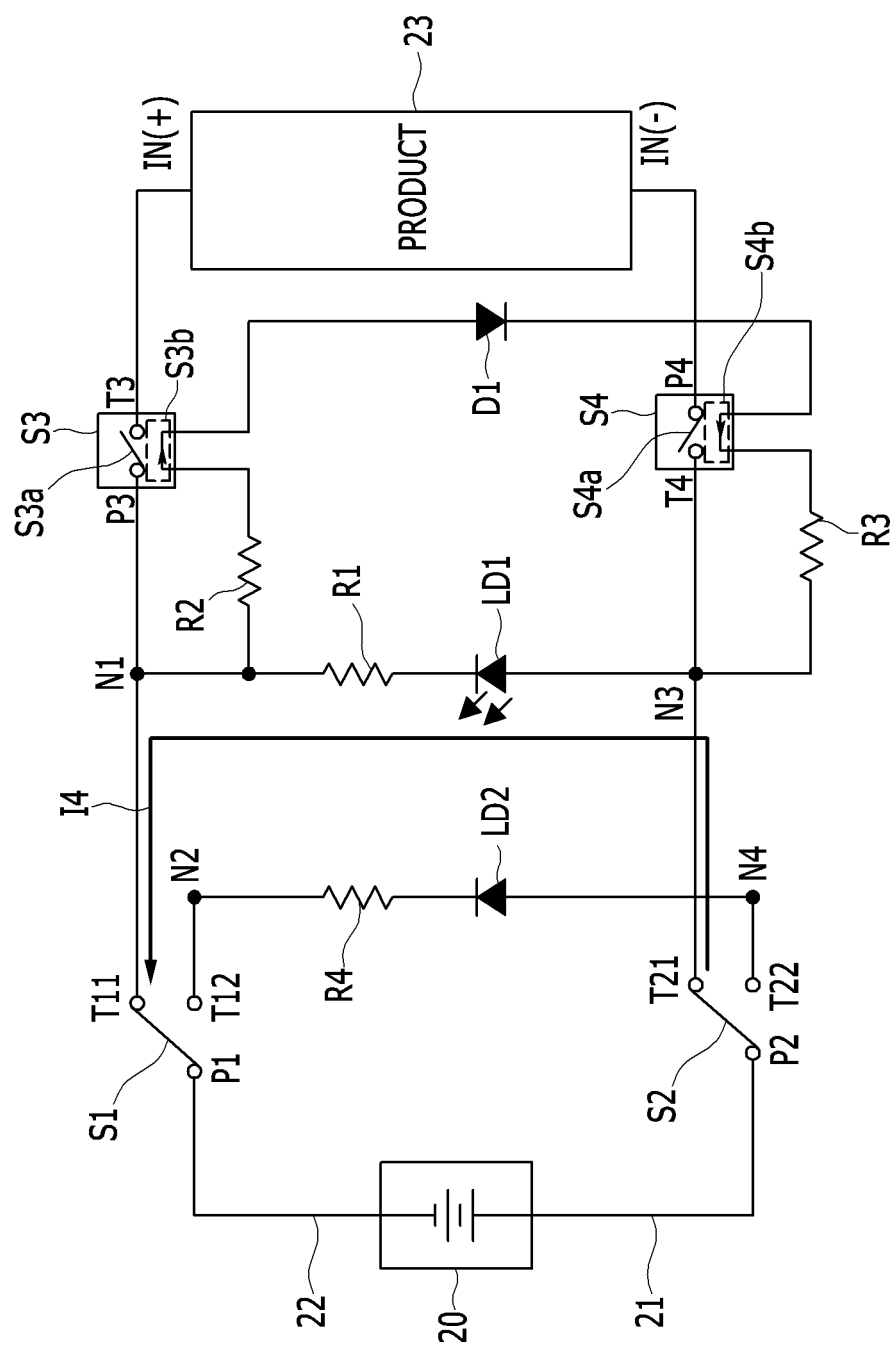 23
IN(+)
PRODUCT
IN(-)
S3
T3
S3b
S3a
P3
D1
S4
P4
S4b
S4a
T4
R3
R2
R1
LD1
N1
N3
I4
N2
LD2
N4
R4
T11
T12
T21
T22
S1
P1
S2
P2
22
20
21